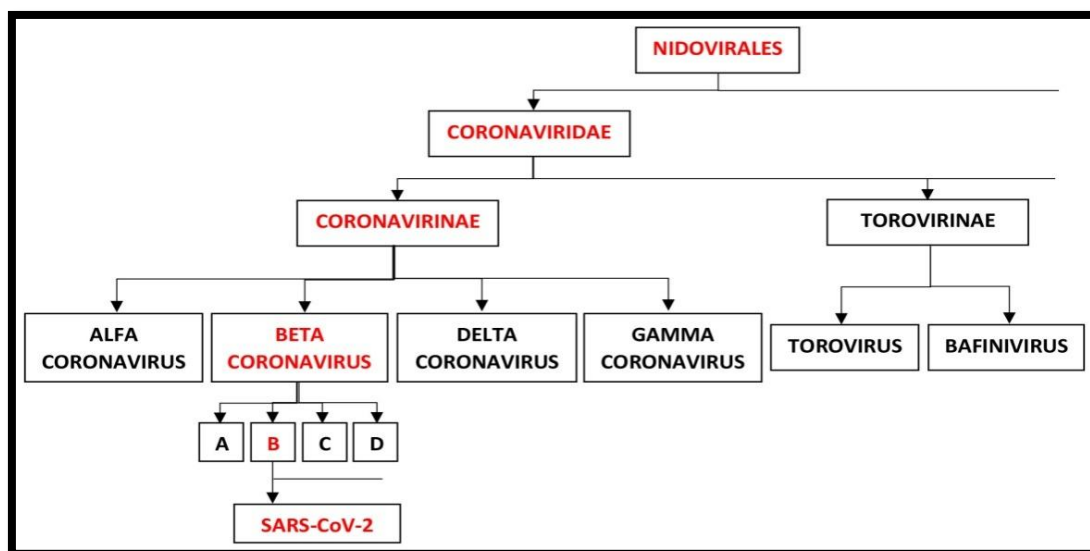 NIDOVIRALES
CORONAVIRIDAE
CORONAVIRINAE
TOROVIRINAE
ALFA
CORONAVIRUS
BETA
CORONAVIRUS
DELTA
CORONAVIRUS
GAMMA
CORONAVIRUS
TOROVIRUS
BAFINIVIRUS
A
B
C
D
SARS-CoV-2